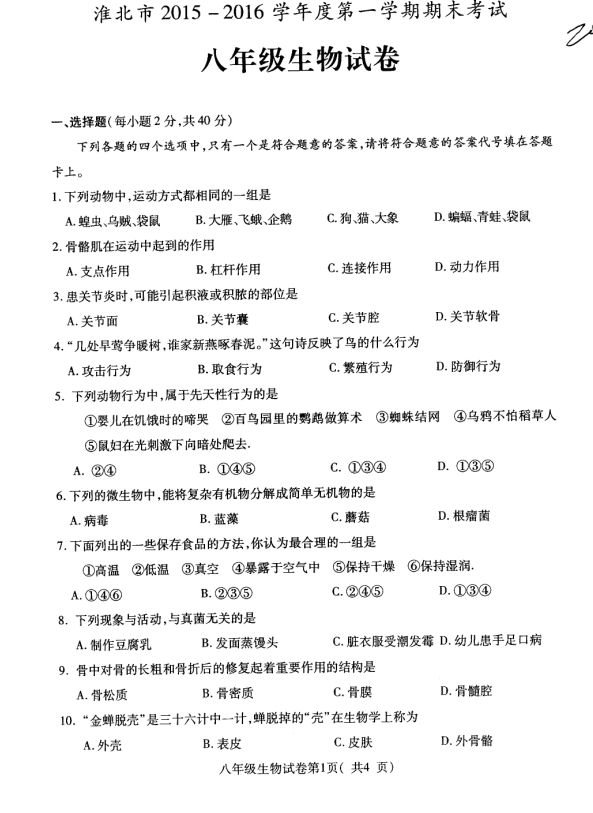 淮北市 2015－2016 学年度第一学期期末考试
八年级生物试卷
一、选择题(每小题 2 分,共 40 分)
下列各题的四个选项中,只有一个是符合题意的答案,请将符合题意的答案代号填在答题
卡上。
1. 下列动物中,运动方式都相同的一组是
A. 蝗虫、乌贼、袋鼠 B. 大雁、飞蛾、企鹅 C. 狗、猫、大象 D. 蝙蝠、青蛙、袋鼠
2. 骨骼肌在运动中起到的作用
A. 支点作用 B. 杠杆作用 C. 连接作用 D. 动力作用
3. 患关节炎时,可能引起积液或积脓的部位是
A. 关节面 B. 关节囊 C. 关节腔 D. 关节软骨
4. “几处早莺争暖树,谁家新燕啄春泥。”这句诗反映了鸟的什么行为
A. 攻击行为 B. 取食行为 C. 繁殖行为 D. 防御行为
5. 下列动物行为中,属于先天性行为的是
①婴儿在饥饿时的啼哭 ②百鸟园里的鹦鹉做算术 ③蜘蛛结网 ④乌鸦不怕稻草人
⑤鼠妇在光刺激下向暗处爬去.
A. ②④ B. ①④⑤ C. ①③④ D. ①③⑤
6. 下列的微生物中,能将复杂有机物分解成简单无机物的是
A. 病毒 B. 蓝藻 C. 蘑菇 D. 根瘤菌
7. 下面列出的一些保存食品的方法,你认为最合理的一组是
①高温 ②低温 ③真空 ④暴露于空气中 ⑤保持干燥 ⑥保持湿润.
A. ①④⑥ B. ②③⑤ C. ②④⑤ D. ①③④
8. 下列现象与活动,与真菌无关的是
A. 制作豆腐乳 B. 发面蒸馒头 C. 脏衣服受潮发霉 D. 幼儿患手足口病
9. 骨中对骨的长粗和骨折后的修复起着重要作用的结构是
A. 骨松质 B. 骨密质 C. 骨膜 D. 骨髓腔
10. “金蝉脱壳”是三十六计中一计,蝉脱掉的“壳”在生物学上称为
A. 外壳 B. 表皮 C. 皮肤 D. 外骨骼
八年级生物试卷第1页( 共4 页)